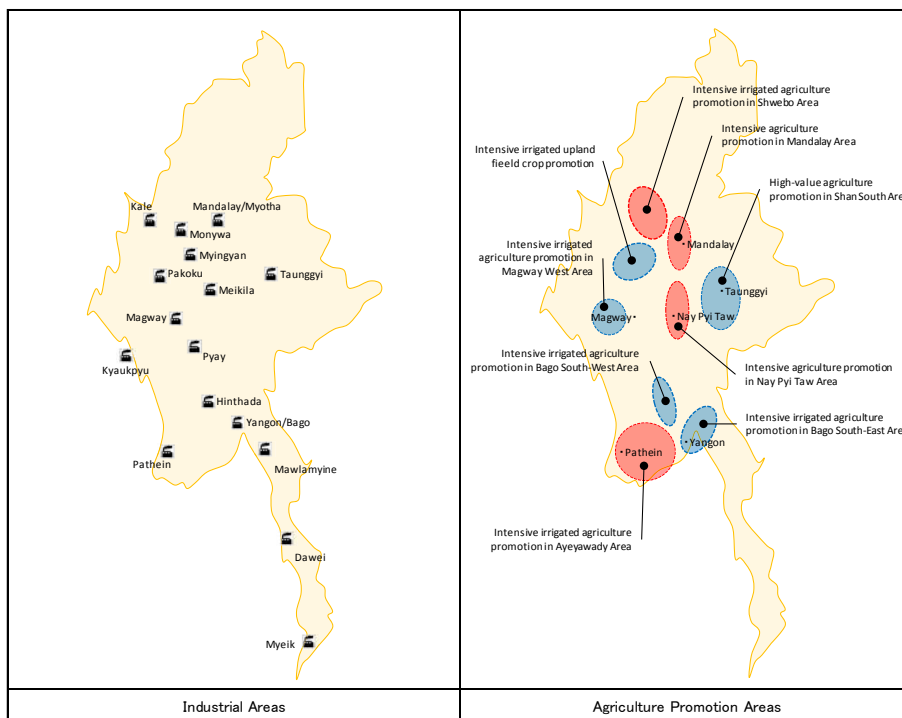 Kale
Mandalay/Myotha
Monywa
Myingyan
Pakoku
Taunggyi
Meikila
Magway
Pyay
Kyaukpyu
Hinthada
Yangon/Bago
Pathein
Mawlamyine
Dawei
Myeik
Industrial Areas
Intensive irrigated agriculture
promotion in Shwebo Area
Intensive agriculture
promotion in Mandalay Area
Intensive irrigated upland
fieeld crop promotion
High-value agriculture
promotion in Shan South Area
Mandalay
Intensive irrigated
agriculture promotion in
Magway West Area
Taunggyi
Magway
Nay Pyi Taw
Intensive irrigated agriculture
promotion in Bago South-West Area
Intensive agriculture promotion
in Nay Pyi Taw Area
Intensive irrigated agriculture
promotion in Bago South-East Area
Yangon
Pathein
Intensive irrigated agriculture
promotion in Ayeyawady Area
Agriculture Promotion Areas